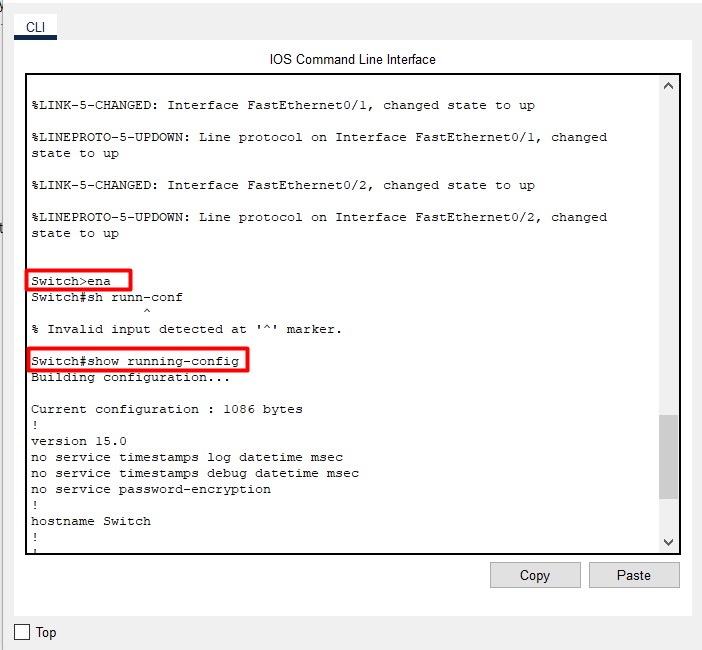 CLI
IOS Command Line Interface
%LINK-5-CHANGED: Interface FastEthernet0/1, changed state to up
%LINEPROTO-5-UPDOWN: Line protocol on Interface FastEthernet0/1, changed
state to up
%LINK-5-CHANGED: Interface FastEthernet0/2, changed state to up
%LINEPROTO-5-UPDOWN: Line protocol on Interface FastEthernet0/2, changed
state to up
Switch>ena
Switch#sh runn-conf
^
% Invalid input detected at '^' marker.
Switch#show running-config
Building configuration...
Current configuration : 1086 bytes
!
version 15.0
no service timestamps log datetime msec
no service timestamps debug datetime msec
no service password-encryption
!
hostname Switch
!
!
Copy
Paste
Top